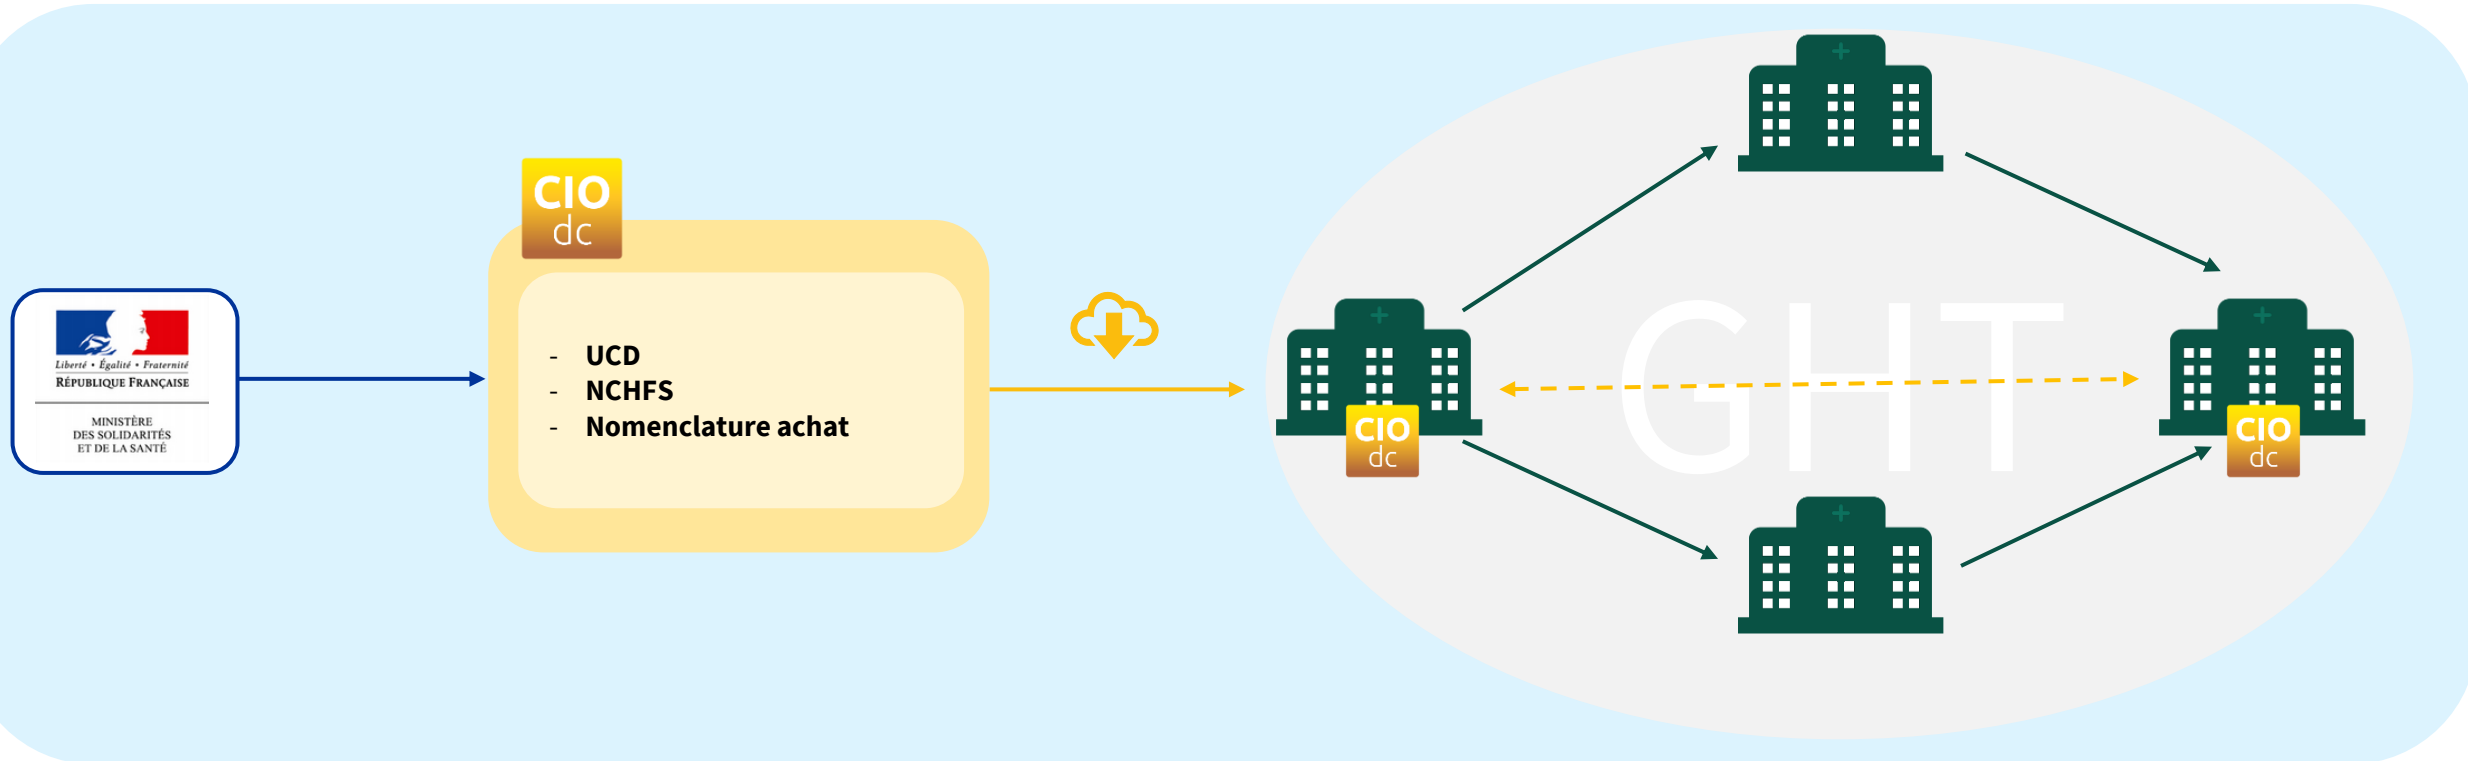 CIO
dc
Liberté • Égalité • Fraternité
RÉPUBLIQUE FRANÇAISE
MINISTÈRE
DES SOLIDARITÉS
ET DE LA SANTÉ
- UCD
- NCHFS
- Nomenclature achat
GHT
CIO
dc
CIO
dc